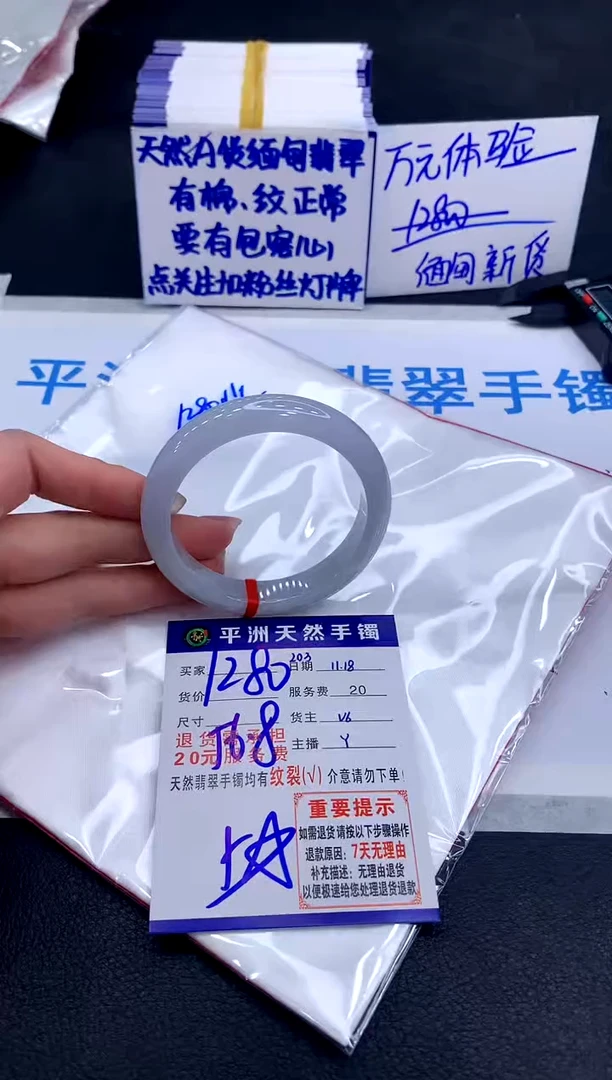 天然A货缅甸翡翠
有棉、纹正常
要有包容心
点关注加粉丝灯牌
万元体验
1280
缅甸新货
平洲
翡翠手镯
1280
平洲天然手镯
买家
1280
203
日期 11.18
货价
服务费 20
尺寸
货主 V6
退货需承担
20元服务费
主播 Y
天然翡翠手镯均有纹裂(√) 介意请勿下单!
重要提示
如需退货请按以下步骤操作
退款原因：7天无理由
补充描述：无理由退货
以便极速给您处理退货退款